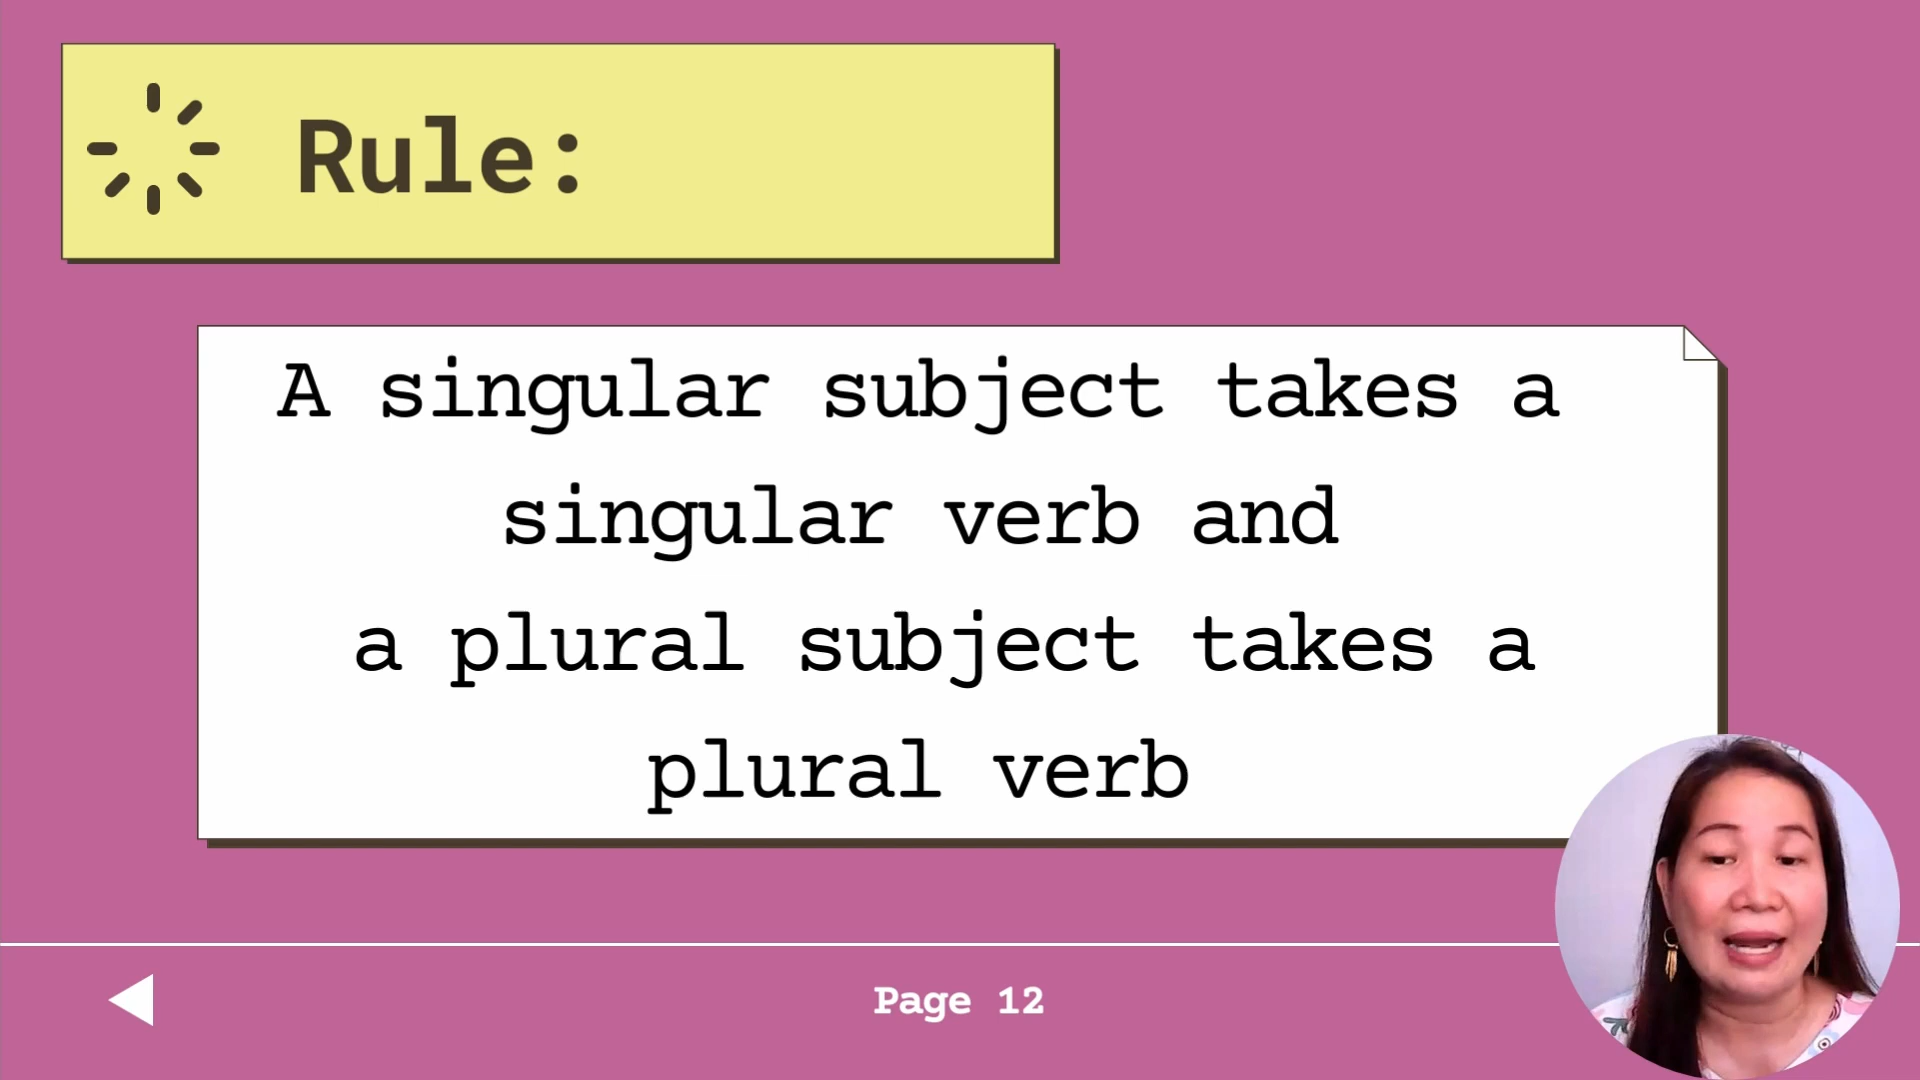 Rule:
A singular subject takes a
singular verb and
a plural subject takes a
plural verb
Page 12